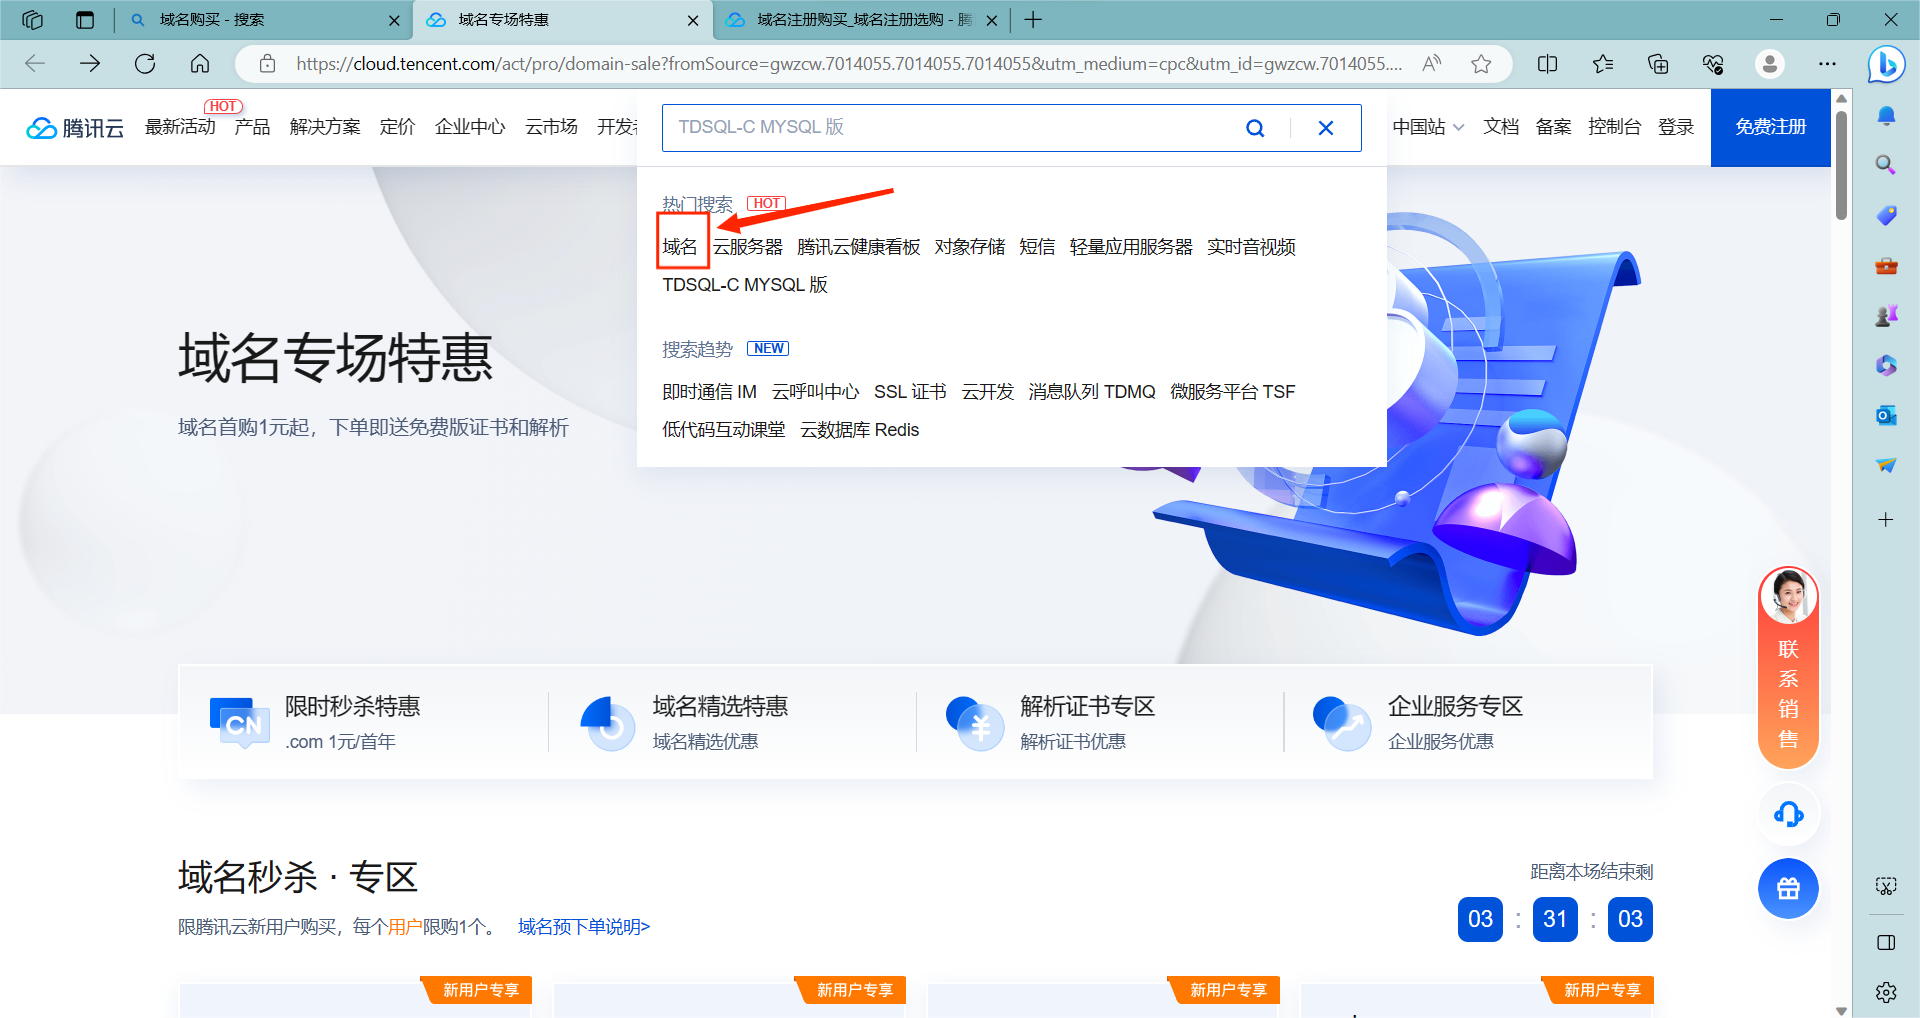 域名购买 - 搜索
域名专场特惠
域名注册购买_域名注册选购 - 腾
https://cloud.tencent.com/act/pro/domain-sale?fromSource=gwzcw.7014055.7014055.7014055&utm_medium=cpc&utm_id=gwzcw.7014055....
腾讯云
最新活动
HOT
产品
解决方案
定价
企业中心
云市场
开发
TDSQL-C MYSQL 版
中国站
文档
备案
控制台
登录
免费注册
热门搜索 HOT
域名 云服务器 腾讯云健康看板 对象存储 短信 轻量应用服务器 实时音视频
TDSQL-C MYSQL 版
搜索趋势 NEW
即时通信 IM 云呼叫中心 SSL 证书 云开发 消息队列 TDMQ 微服务平台 TSF
低代码互动课堂 云数据库 Redis
域名专场特惠
域名首购1元起，下单即送免费版证书和解析
CN
限时秒杀特惠
.com 1元/首年
域名精选特惠
域名精选优惠
¥
解析证书专区
解析证书优惠
企业服务专区
企业服务优惠
联系销售
域名秒杀 · 专区
限腾讯云新用户购买，每个用户限购1个。 域名预下单说明>
距离本场结束剩
03 : 31 : 03
新用户专享
新用户专享
新用户专享
新用户专享